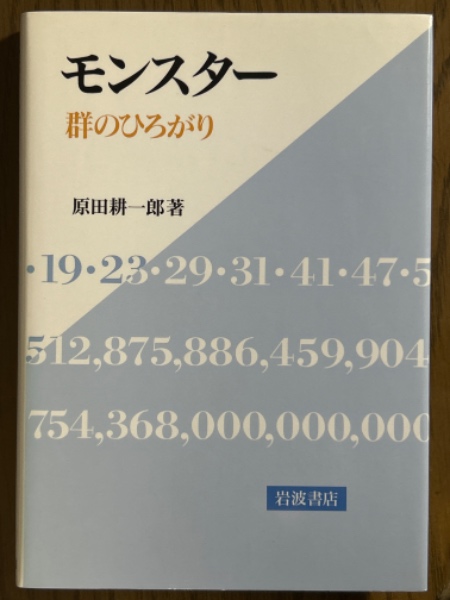 モンスター
群のひろがり
原田耕一郎著
·19·23·29·31·41·47·5
512,875,886,459,904
754,368,000,000,000
岩波書店